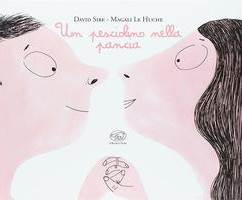 DAVID SIRE - MAGALI LE HUCHE
Un pesciolino nella
pancia